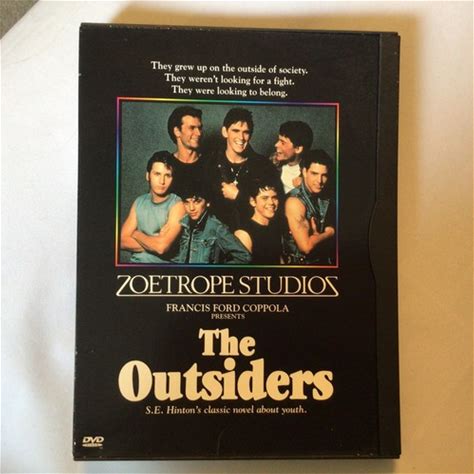 They grew up on the outside of society.
They weren't looking for a fight.
They were looking to belong.
ZOETROPE STUDIOS
FRANCIS FORD COPPOLA
PRESENTS
The
Outsiders
S.E. Hinton's classic novel about youth.
DVD